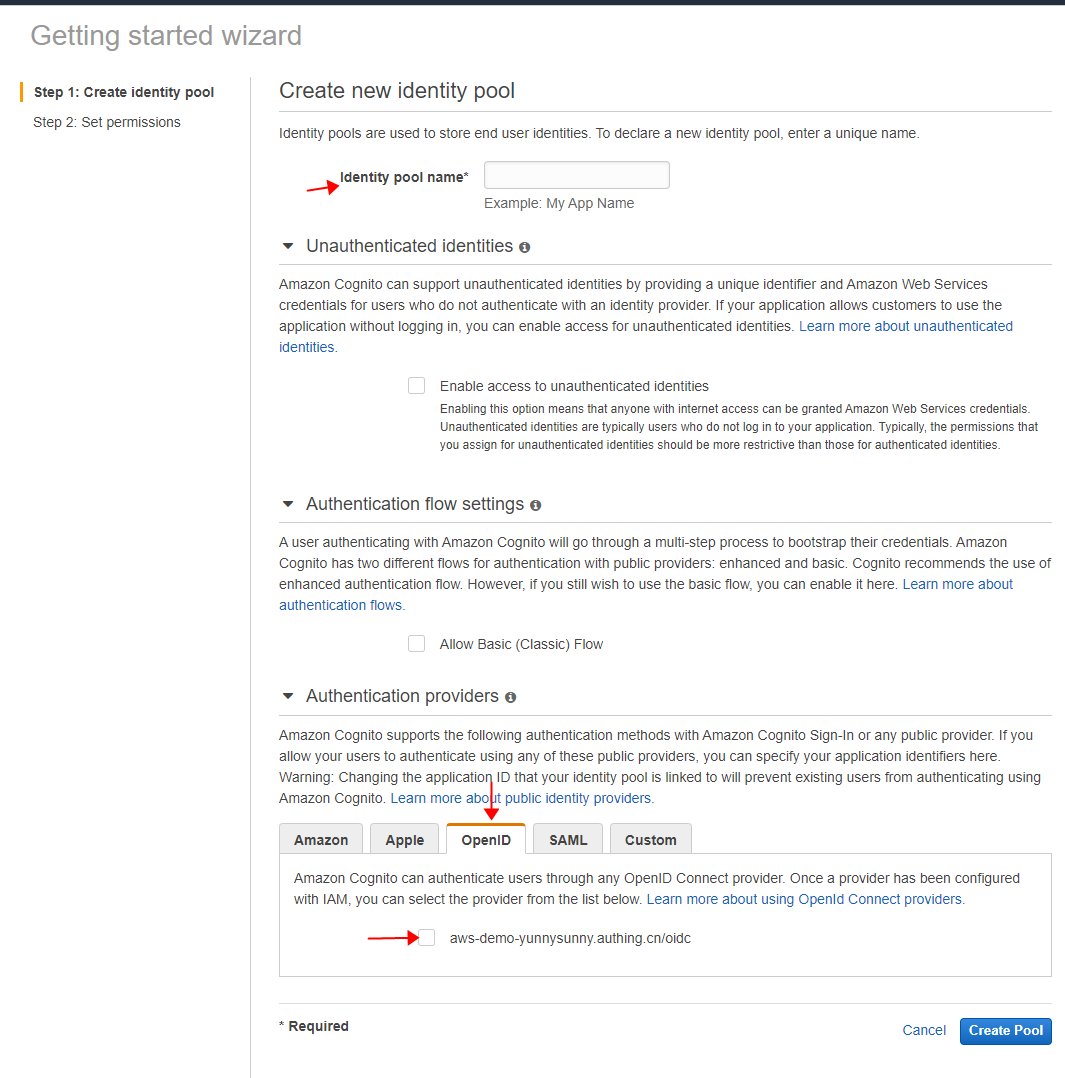 Getting started wizard
Step 1: Create identity pool
Step 2: Set permissions
Create new identity pool
Identity pools are used to store end user identities. To declare a new identity pool, enter a unique name.
Identity pool name*
Example: My App Name
Unauthenticated identities
Amazon Cognito can support unauthenticated identities by providing a unique identifier and Amazon Web Services
credentials for users who do not authenticate with an identity provider. If your application allows customers to use the
application without logging in, you can enable access for unauthenticated identities. Learn more about unauthenticated
identities.
Enable access to unauthenticated identities
Enabling this option means that anyone with internet access can be granted Amazon Web Services credentials.
Unauthenticated identities are typically users who do not log in to your application. Typically, the permissions that
you assign for unauthenticated identities should be more restrictive than those for authenticated identities.
Authentication flow settings
A user authenticating with Amazon Cognito will go through a multi-step process to bootstrap their credentials. Amazon
Cognito has two different flows for authentication with public providers: enhanced and basic. Cognito recommends the use of
enhanced authentication flow. However, if you still wish to use the basic flow, you can enable it here. Learn more about
authentication flows.
Allow Basic (Classic) Flow
Authentication providers
Amazon Cognito supports the following authentication methods with Amazon Cognito Sign-In or any public provider. If you
allow your users to authenticate using any of these public providers, you can specify your application identifiers here.
Warning: Changing the application ID that your identity pool is linked to will prevent existing users from authenticating using
Amazon Cognito. Learn more about public identity providers.
Amazon Apple OpenID SAML Custom
Amazon Cognito can authenticate users through any OpenID Connect provider. Once a provider has been configured
with IAM, you can select the provider from the list below. Learn more about using OpenId Connect providers.
aws-demo-yunnysunny.authing.cn/oidc
* Required
Cancel Create Pool